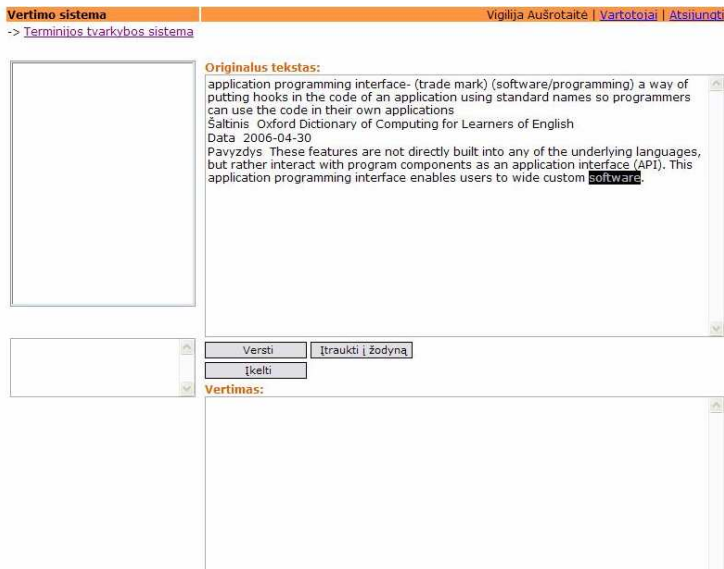 Vertimo sistema
Vigilija Aušrotaitė | Vartotojai | Atsijungti
-> Terminijos tvarkybos sistema
Originalus tekstas:
application programming interface- (trade mark) (software/programming) a way of
putting hooks in the code of an application using standard names so programmers
can use the code in their own applications
Šaltinis Oxford Dictionary of Computing for Learners of English
Data 2006-04-30
Pavyzdys These features are not directly built into any of the underlying languages,
but rather interact with program components as an application interface (API). This
application programming interface enables users to wide custom software.
Versti
Įtraukti į žodyną
Įkelti
Vertimas: